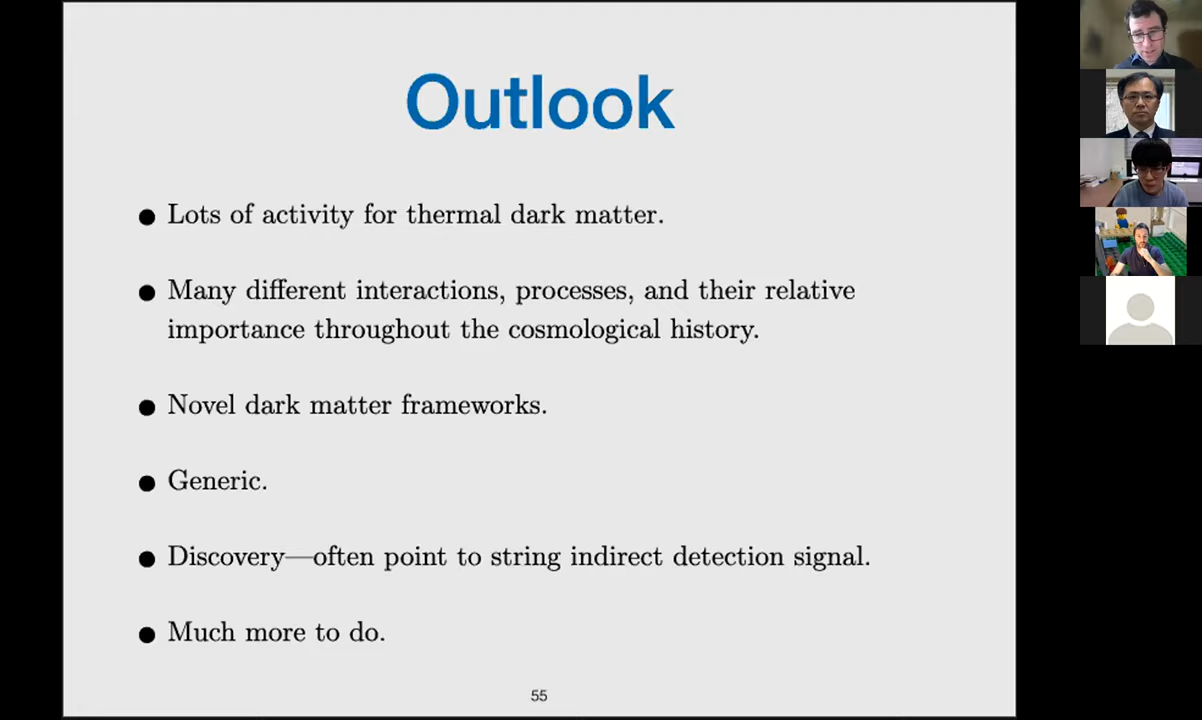 Outlook
● Lots of activity for thermal dark matter.
● Many different interactions, processes, and their relative
importance throughout the cosmological history.
● Novel dark matter frameworks.
● Generic.
● Discovery—often point to string indirect detection signal.
● Much more to do.
55